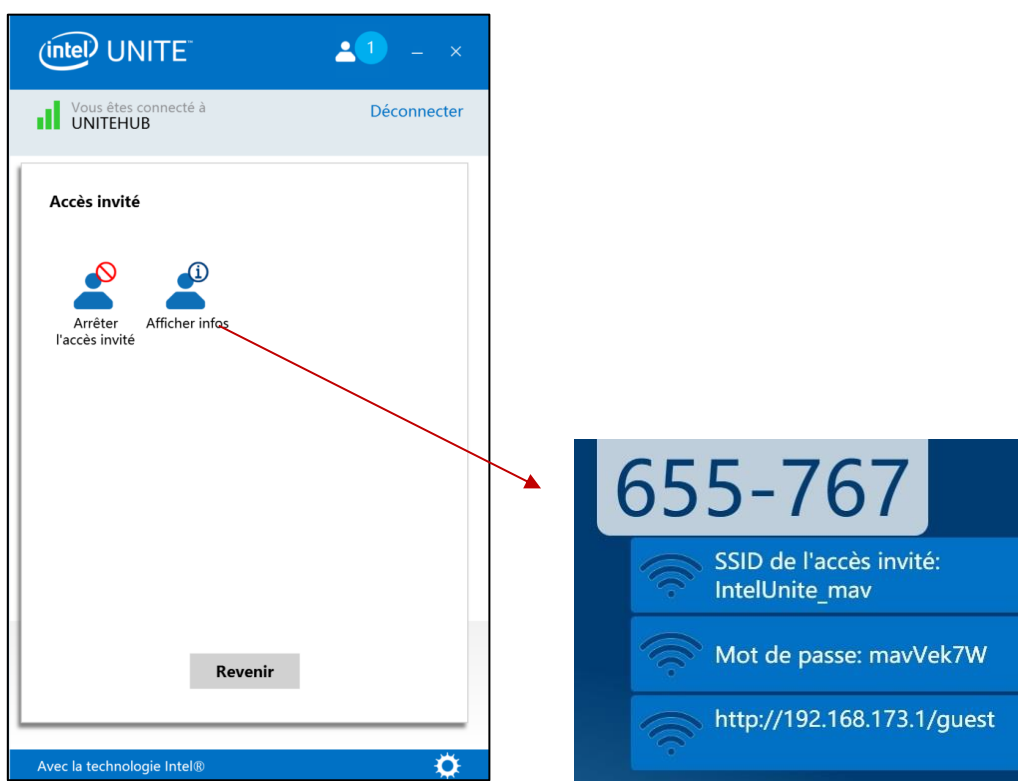 intel UNITE™
1
Vous êtes connecté à
UNITEHUB
Déconnecter
Accès invité
Arrêter
l'accès invité
Afficher infos
Revenir
Avec la technologie Intel®
655-767
SSID de l'accès invité:
IntelUnite_mav
Mot de passe: mavVek7W
http://192.168.173.1/guest